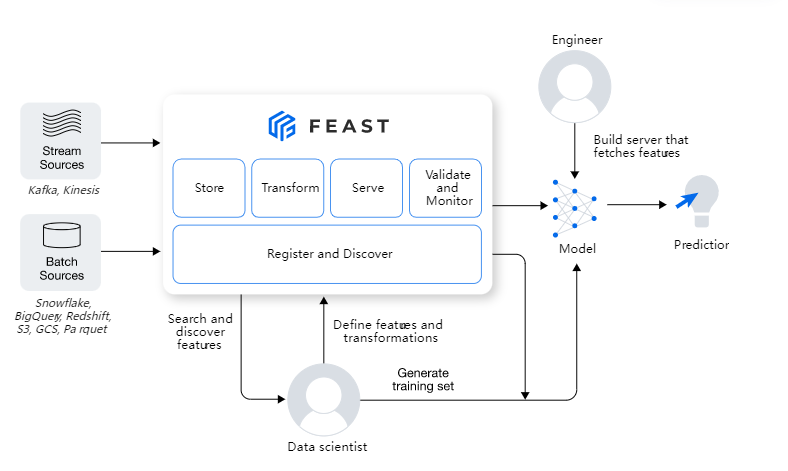 Engineer
Build server that
fetches features
Stream
Sources
Kafka, Kinesis
FEAST
Store
Transform
Serve
Validate
and
Monitor
Register and Discover
Batch
Sources
Snowflake,
BigQuery, Redshift,
S3, GCS, Parquet
Model
Predictior
Search and
discover
features
Define features and
transformations
Generate
training set
Data scientist